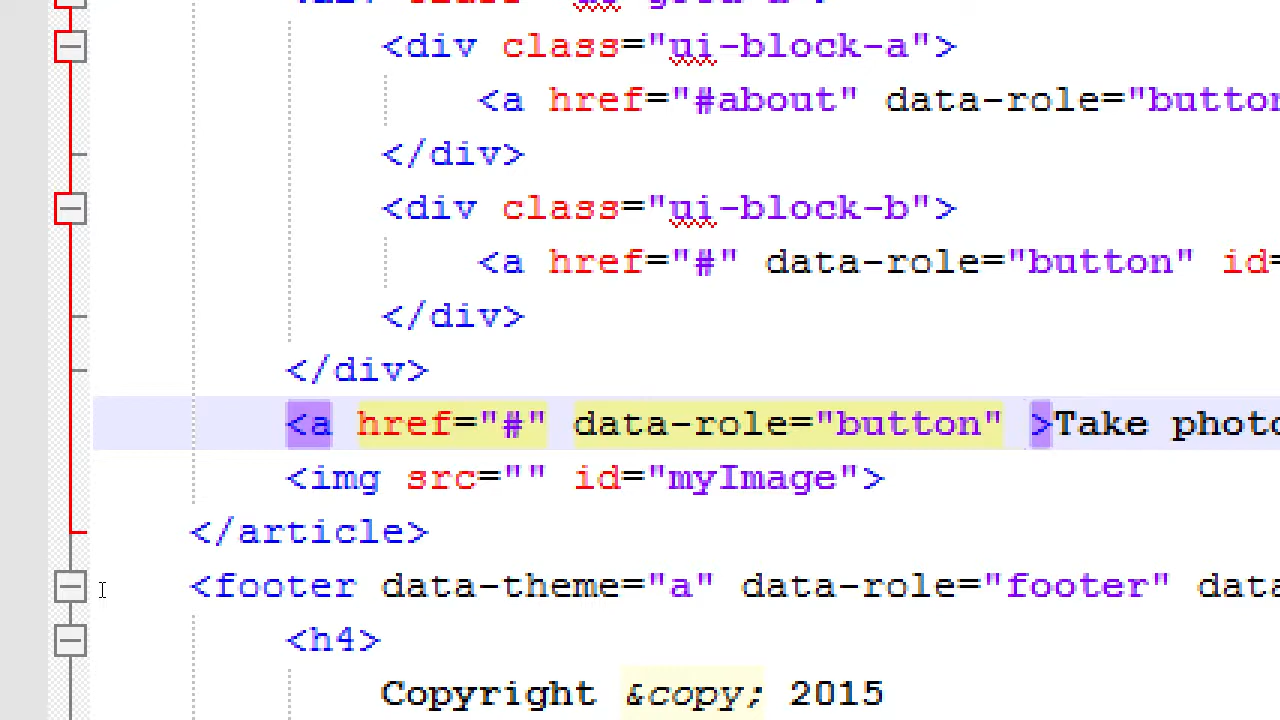 <div class="ui-block-a">
<a href="#about" data-role="button
</div>
<div class="ui-block-b">
<a href="#" data-role="button" id=
</div>
</div>
<a href="#" data-role="button" >Take photo
<img src="" id="myImage">
</article>
<footer data-theme="a" data-role="footer" data
<h4>
Copyright &copy; 2015